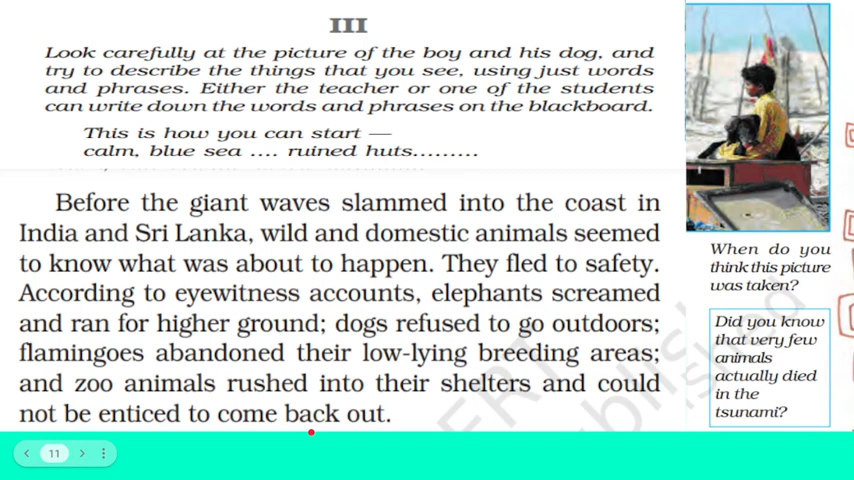 III
Look carefully at the picture of the boy and his dog, and
try to describe the things that you see, using just words
and phrases. Either the teacher or one of the students
can write down the words and phrases on the blackboard.
This is how you can start —
calm, blue sea .... ruined huts.........
Before the giant waves slammed into the coast in
India and Sri Lanka, wild and domestic animals seemed
to know what was about to happen. They fled to safety.
According to eyewitness accounts, elephants screamed
and ran for higher ground; dogs refused to go outdoors;
flamingoes abandoned their low-lying breeding areas;
and zoo animals rushed into their shelters and could
not be enticed to come back out.
When do you
think this picture
was taken?
Did you know
that very few
animals
actually died
in the
tsunami?
11